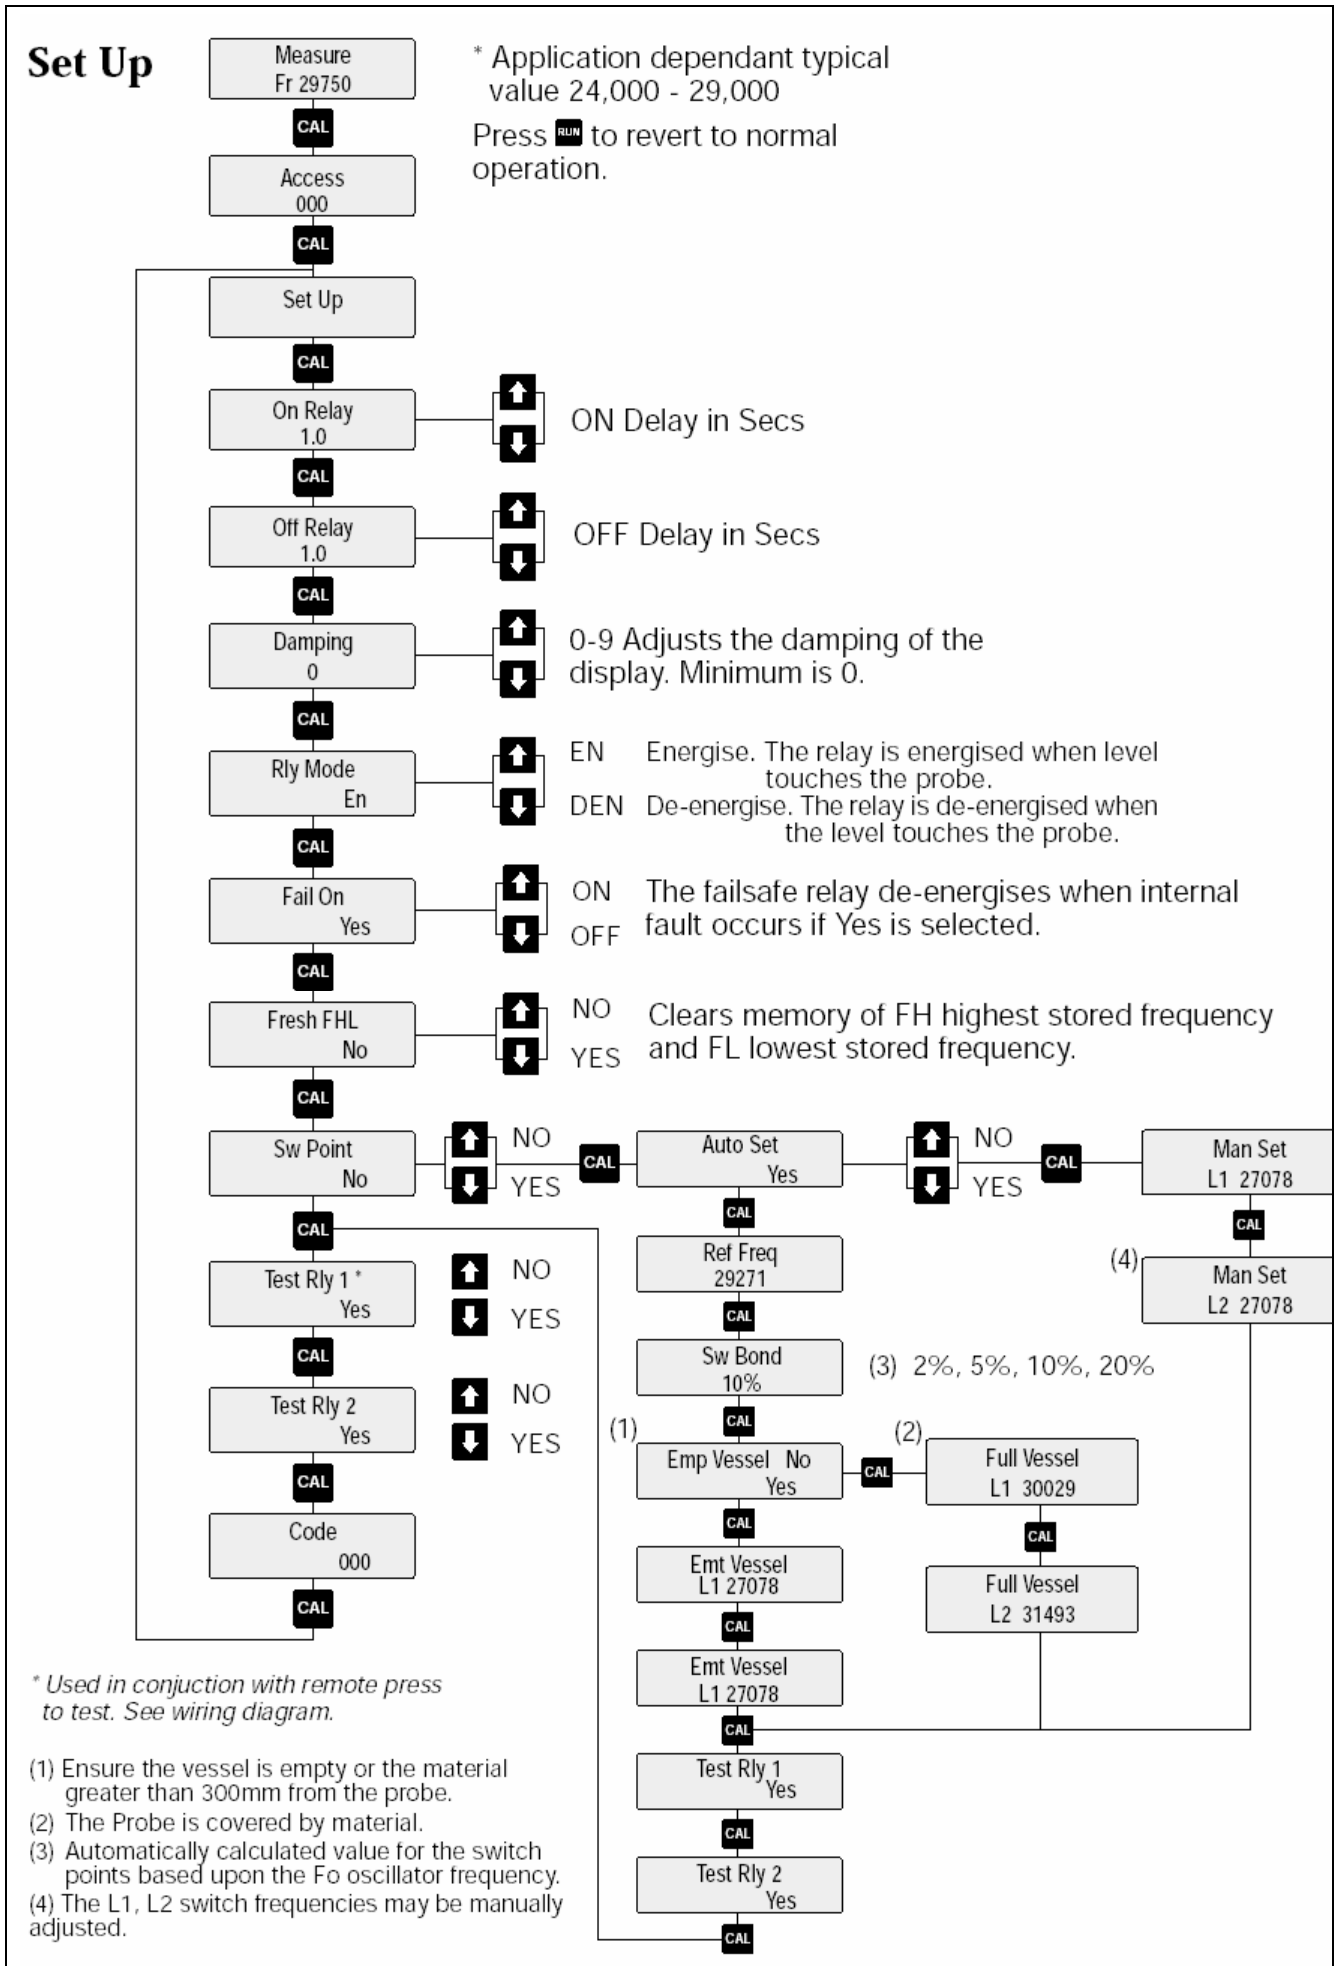 Set Up
Measure
Fr 29750
* Application dependant typical
value 24,000 - 29,000
Press RUN to revert to normal
operation.
CAL
Access
000
CAL
Set Up
CAL
On Relay
1.0
ON Delay in Secs
CAL
Off Relay
1.0
OFF Delay in Secs
CAL
Damping
0
0-9 Adjusts the damping of the
display. Minimum is 0.
CAL
Rly Mode
En
EN Energise. The relay is energised when level
touches the probe.
DEN De-energise. The relay is de-energised when
the level touches the probe.
CAL
Fail On
Yes
ON
OFF
The failsafe relay de-energises when internal
fault occurs if Yes is selected.
CAL
Fresh FHL
No
NO
YES
Clears memory of FH highest stored frequency
and FL lowest stored frequency.
CAL
Sw Point
No
NO
YES
CAL
Auto Set
Yes
NO
YES
CAL
Man Set
L1 27078
CAL
(4)
Man Set
L2 27078
CAL
Test Rly 1 *
Yes
NO
YES
CAL
Test Rly 2
Yes
NO
YES
CAL
Code
000
CAL
CAL
Ref Freq
29271
CAL
Sw Bond
10%
(3) 2%, 5%, 10%, 20%
CAL
(1)
Emp Vessel No
Yes
CAL
(2)
Full Vessel
L1 30029
CAL
Full Vessel
L2 31493
CAL
Emt Vessel
L1 27078
CAL
Emt Vessel
L1 27078
CAL
Test Rly 1
Yes
CAL
Test Rly 2
Yes
CAL
* Used in conjuction with remote press
to test. See wiring diagram.
(1) Ensure the vessel is empty or the material
greater than 300mm from the probe.
(2) The Probe is covered by material.
(3) Automatically calculated value for the switch
points based upon the Fo oscillator frequency.
(4) The L1, L2 switch frequencies may be manually
adjusted.